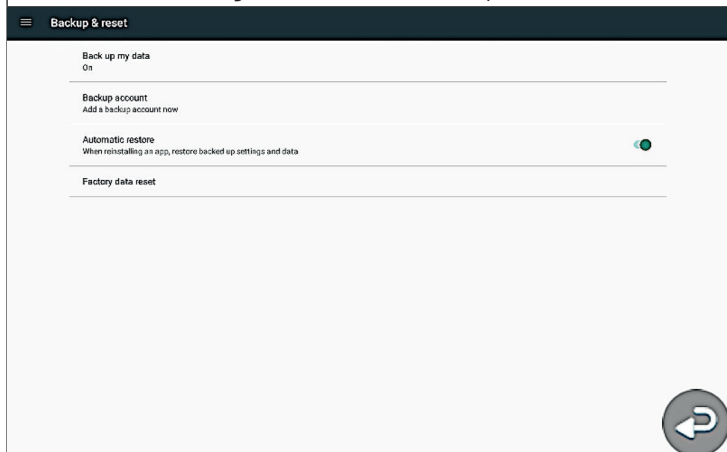 Backup & reset
Back up my data
On
Backup account
Add a backup account now
Automatic restore
When reinstalling an app, restore backed up settings and data
Factory data reset